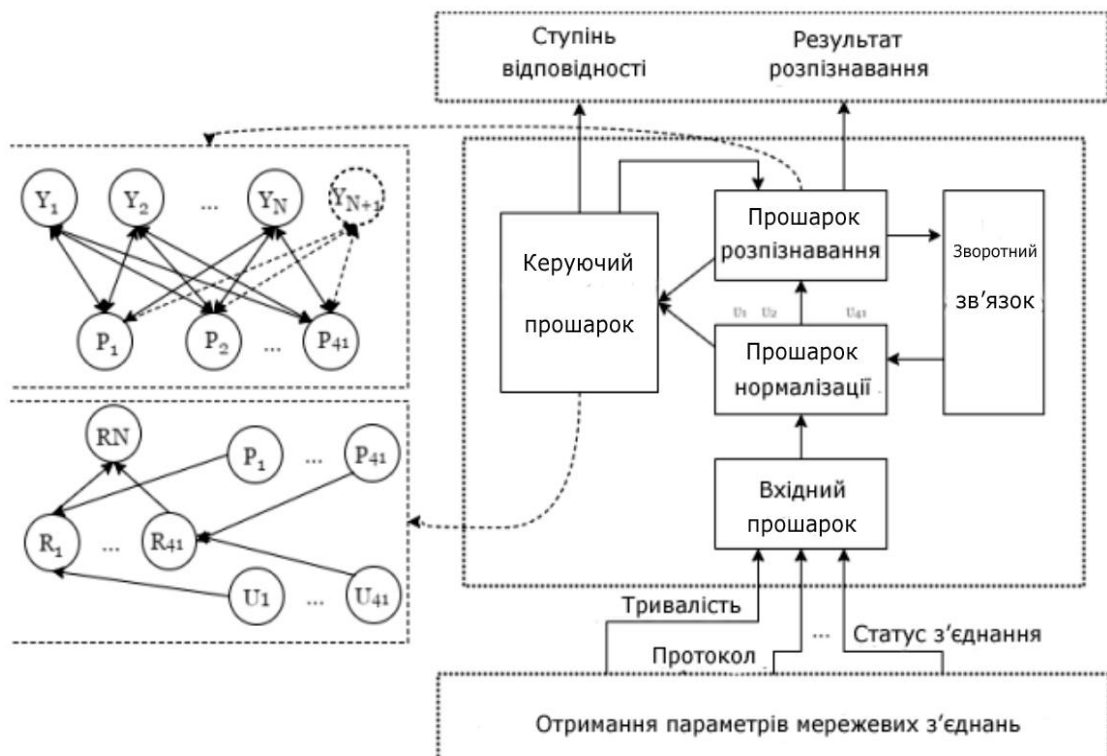 Ступінь
відповідності
Результат
розпізнавання
Y1 Y2 ... YN YN+1
P1 P2 ... P41
RN
P1 ... P41
R1 ... R41
U1 ... U41
Керуючий
прошарок
Прошарок
розпізнавання
Зворотний
зв’язок
U1 U2 U41
Прошарок
нормалізації
Вхідний
прошарок
Тривалість
Протокол
...
Статус з’єднання
Отримання параметрів мережевих з’єднань